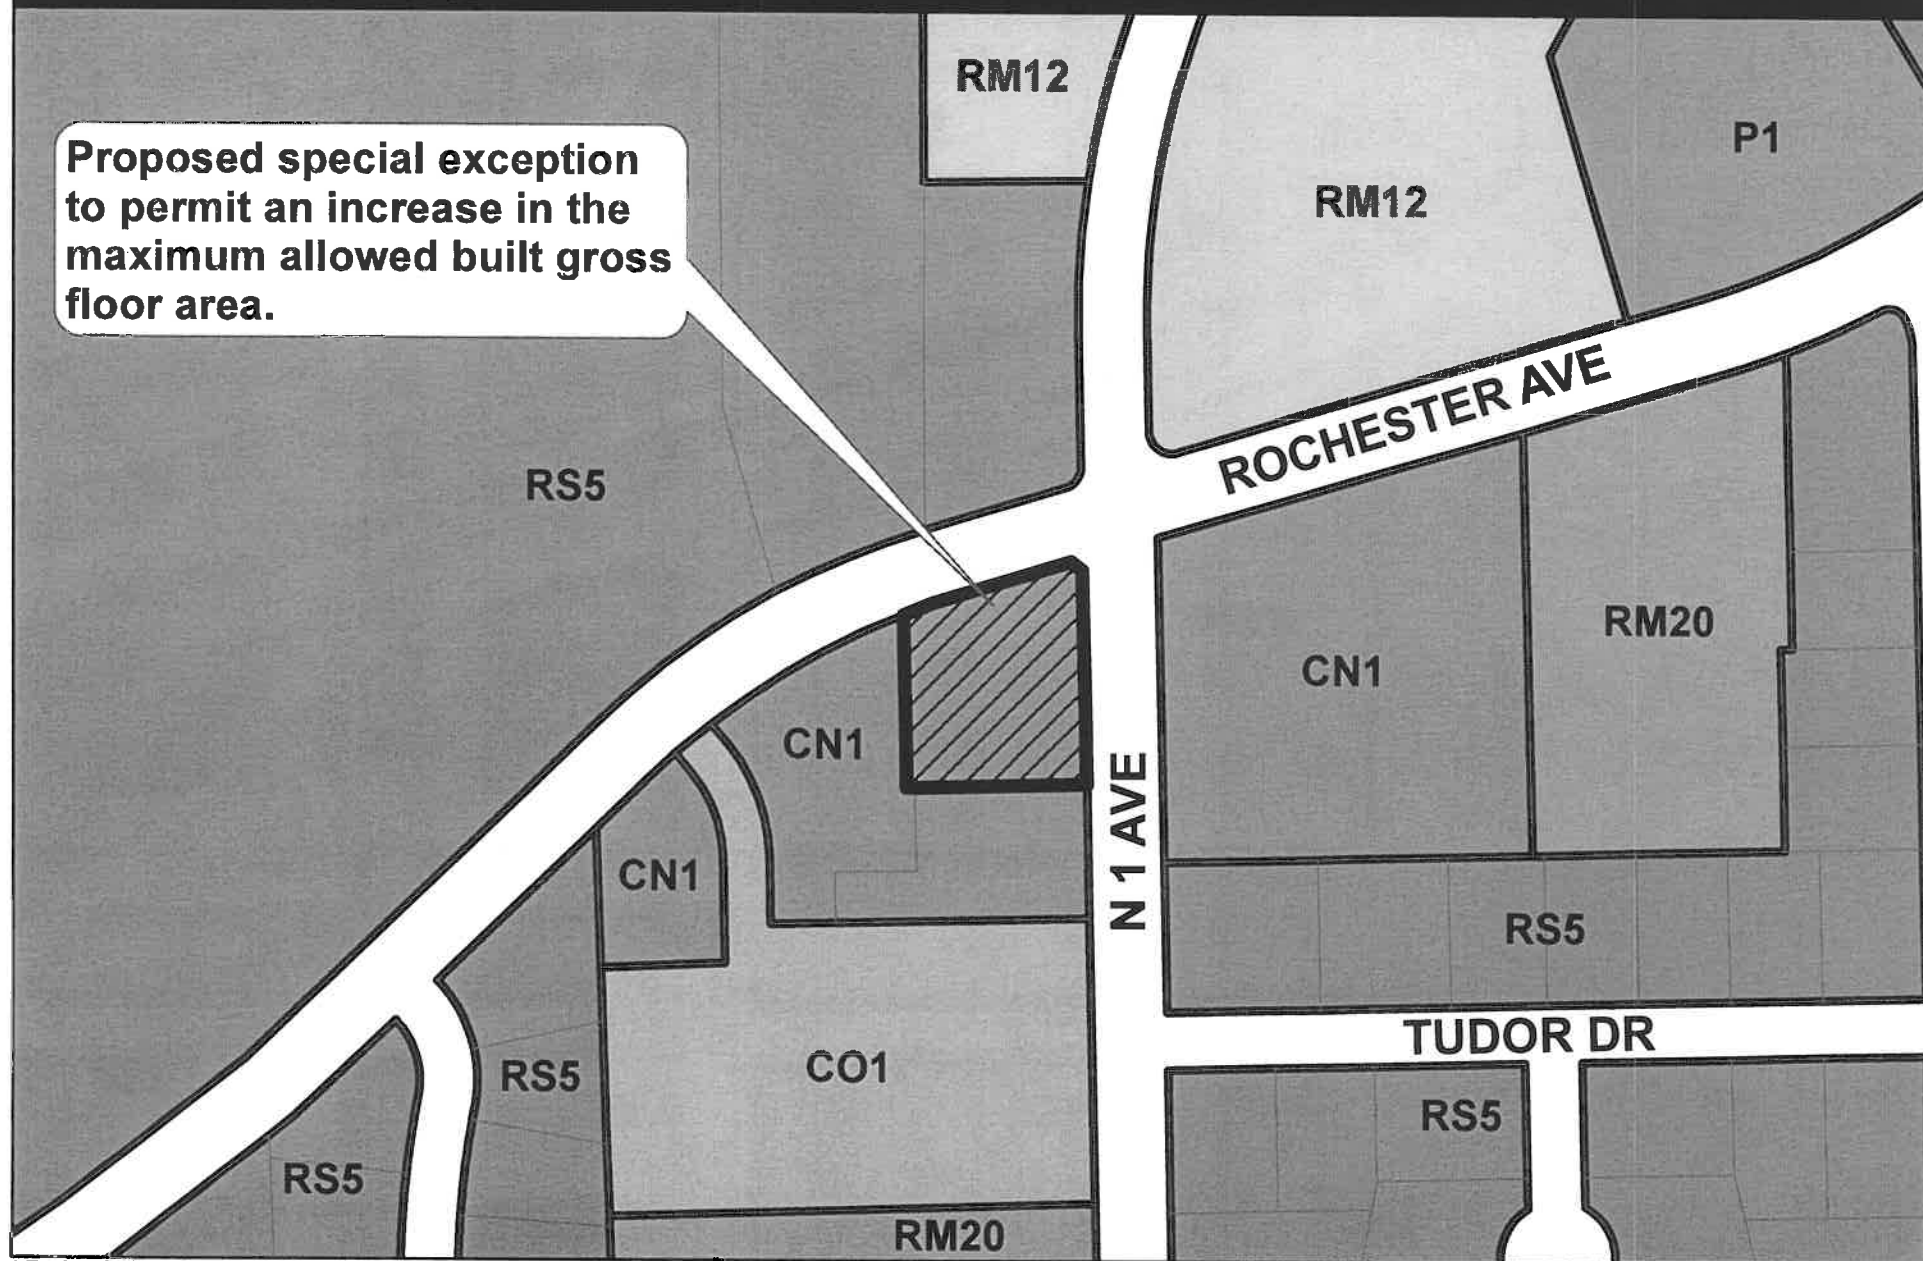 RM12
P1
Proposed special exception
to permit an increase in the
maximum allowed built gross
floor area.
RM12
ROCHESTER AVE
RS5
RM20
CN1
CN1
N 1 AVE
CN1
RS5
TUDOR DR
CO1
RS5
RS5
RS5
RM20